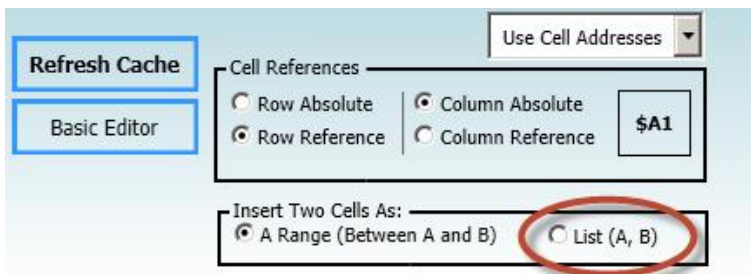 Use Cell Addresses
Refresh Cache
Cell References
Row Absolute
Column Absolute
$A1
Basic Editor
Row Reference
Column Reference
Insert Two Cells As:
A Range (Between A and B)
List (A, B)